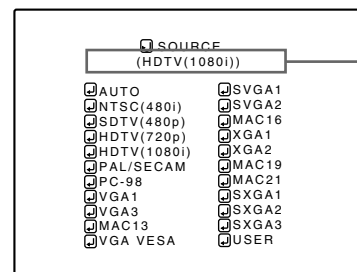 SOURCE
(HDTV(1080i))
AUTO
NTSC(480i)
SDTV(480p)
HDTV(720p)
HDTV(1080i)
PAL/SECAM
PC-98
VGA1
VGA3
MAC13
VGA VESA
SVGA1
SVGA2
MAC16
XGA1
XGA2
MAC19
MAC21
SXGA1
SXGA2
SXGA3
USER